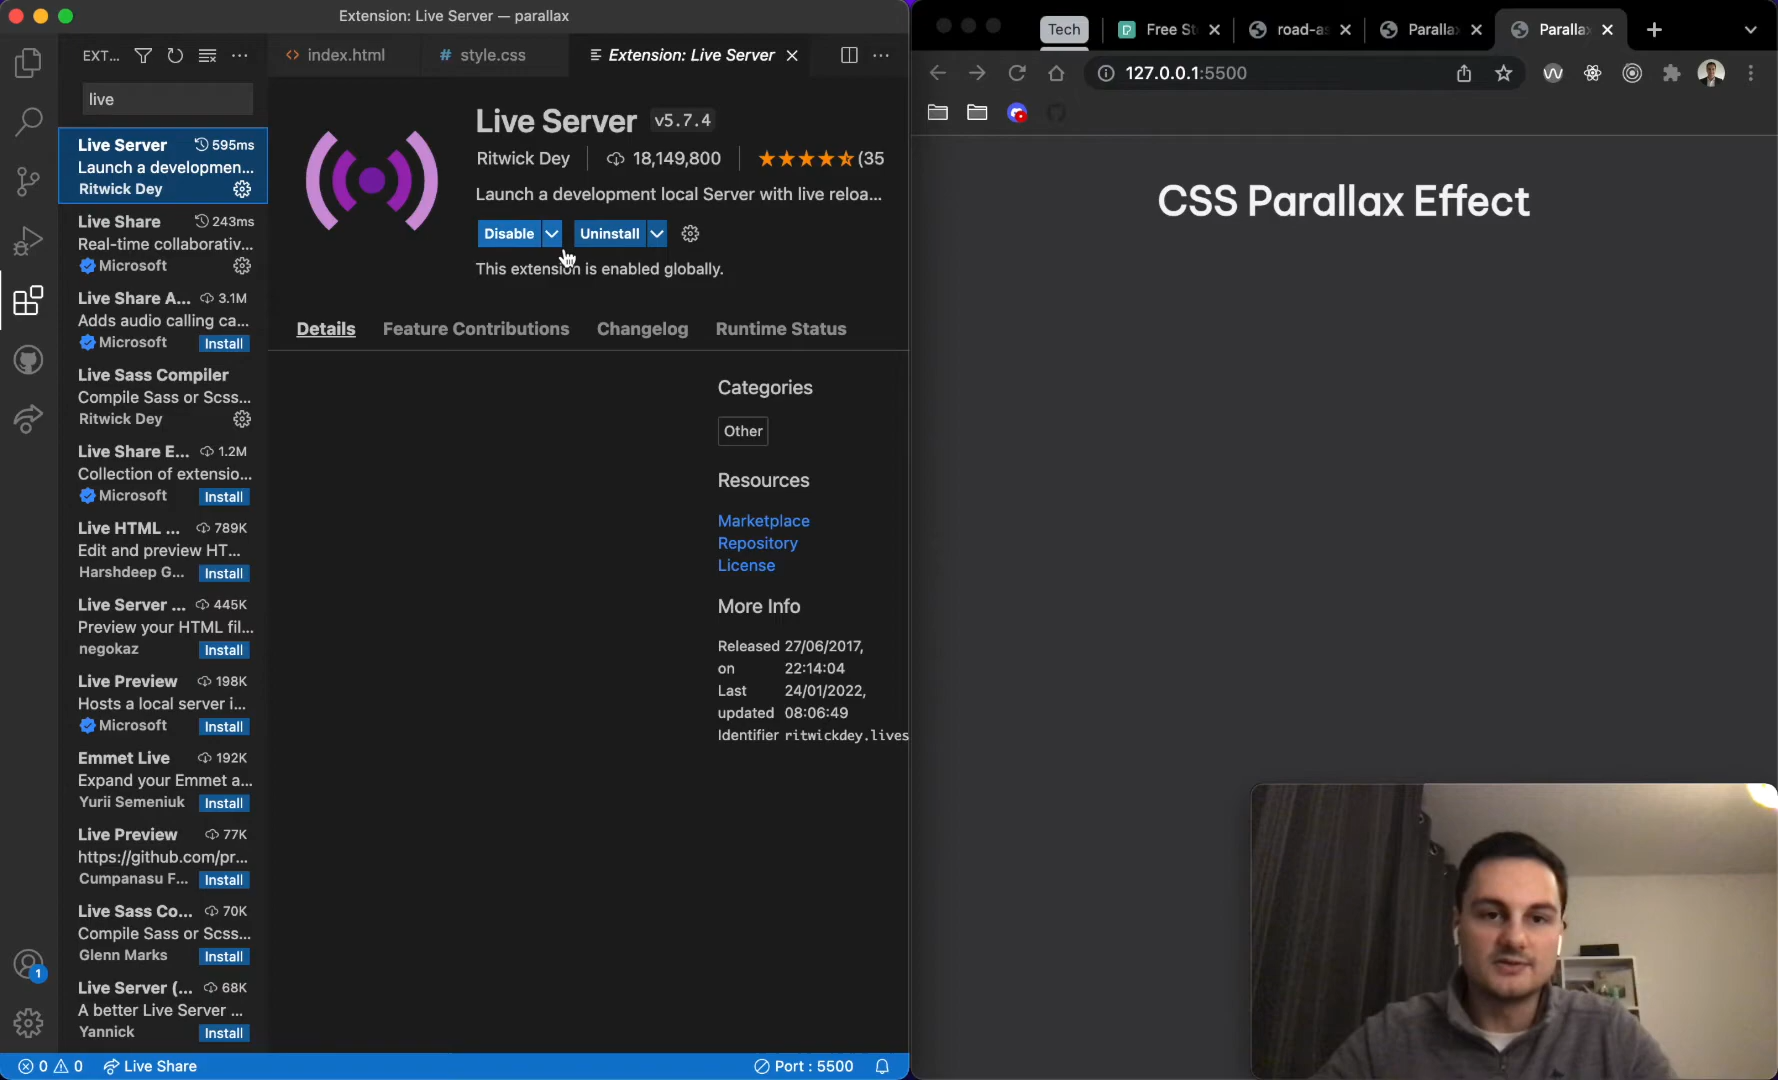 Extension: Live Server — parallax
EXT...
live
Live Server 595ms
Launch a developmen...
Ritwick Dey
Live Share 243ms
Real-time collaborativ...
Microsoft
Live Share A... 3.1M
Adds audio calling ca...
Microsoft Install
Live Sass Compiler
Compile Sass or Scss...
Ritwick Dey
Live Share E... 1.2M
Collection of extensio...
Microsoft Install
Live HTML ... 789K
Edit and preview HT...
Harshdeep G... Install
Live Server ... 445K
Preview your HTML fil...
negokaz Install
Live Preview 198K
Hosts a local server i...
Microsoft Install
Emmet Live 192K
Expand your Emmet a...
Yurii Semeniuk Install
Live Preview 77K
https://github.com/pr...
Cumpanasu F... Install
Live Sass Co... 70K
Compile Sass or Scss...
Glenn Marks Install
Live Server (... 68K
A better Live Server ...
Yannick Install
index.html # style.css Extension: Live Server
Live Server v5.7.4
Ritwick Dey 18,149,800 (35
Launch a development local Server with live reloa...
Disable Uninstall
This extension is enabled globally.
Details Feature Contributions Changelog Runtime Status
Categories
Other
Resources
Marketplace
Repository
License
More Info
Released 27/06/2017,
on 22:14:04
Last 24/01/2022,
updated 08:06:49
Identifier ritwickdey.lives
1
0 0 Live Share Port : 5500
Tech Free St road-as Parallax Parallax
127.0.0.1:5500
CSS Parallax Effect